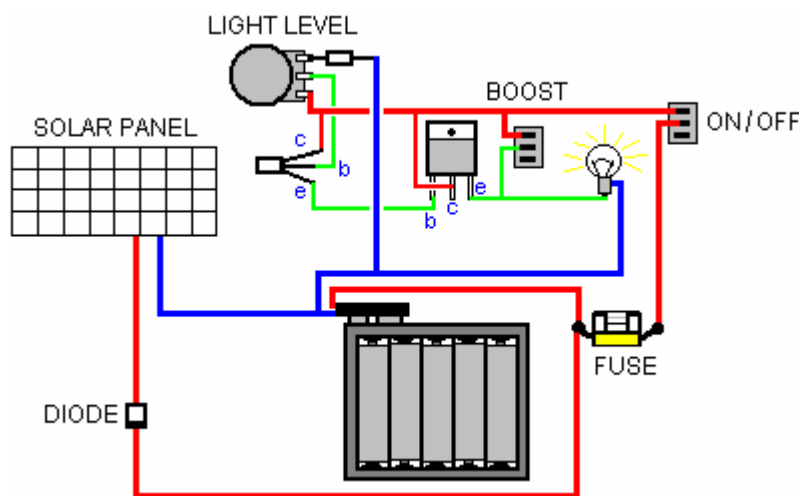 LIGHT LEVEL
BOOST
ON/OFF
SOLAR PANEL
c
b
e
e
c
b
FUSE
DIODE